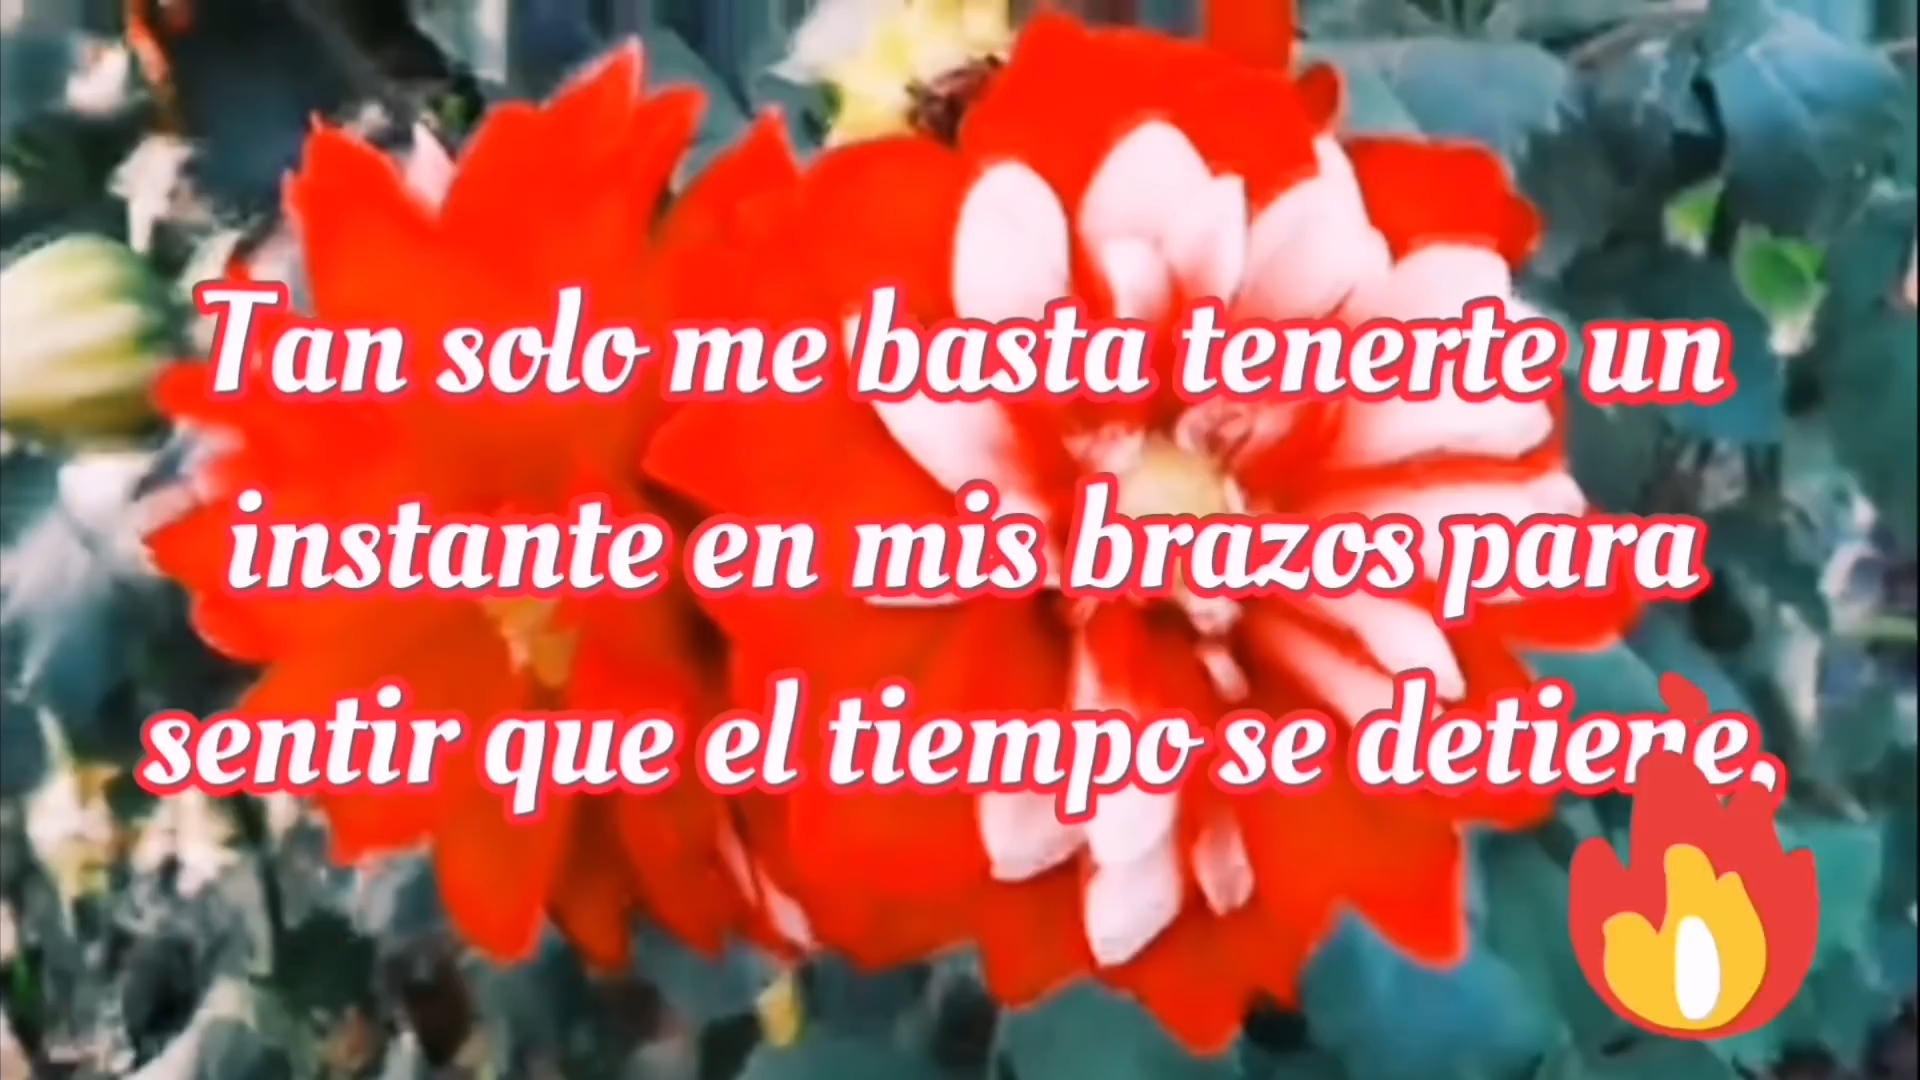 Tan solo me basta tenerte un
instante en mis brazos para
sentir que el tiempo se detiene,